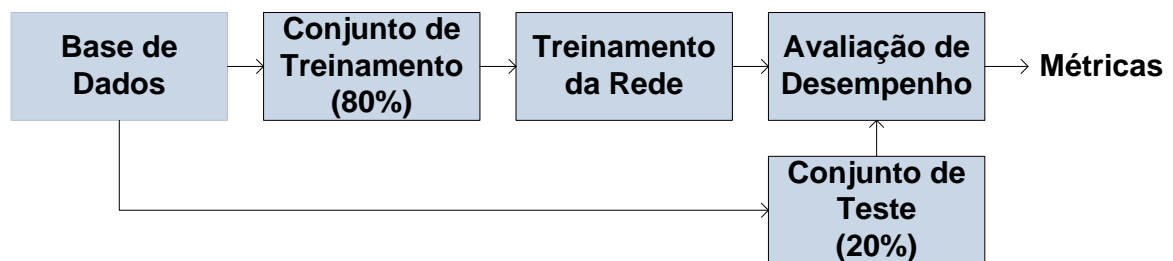 Base de
Dados
Conjunto de
Treinamento
(80%)
Treinamento
da Rede
Avaliação de
Desempenho
Métricas
Conjunto de
Teste
(20%)